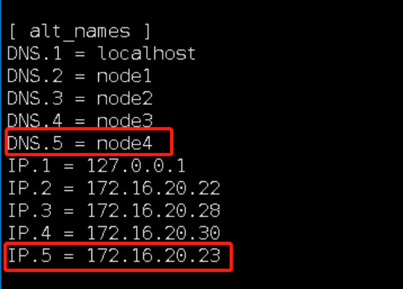 [ alt_names ]
DNS.1 = localhost
DNS.2 = node1
DNS.3 = node2
DNS.4 = node3
DNS.5 = node4
IP.1 = 127.0.0.1
IP.2 = 172.16.20.22
IP.3 = 172.16.20.28
IP.4 = 172.16.20.30
IP.5 = 172.16.20.23